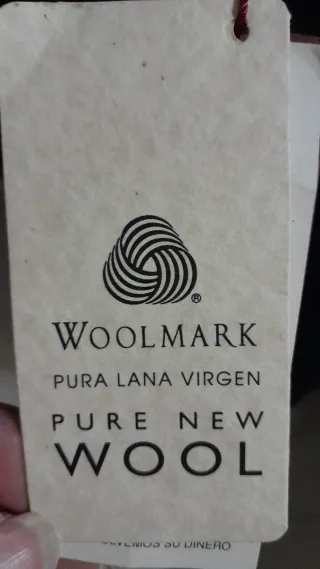 ®
WOOLMARK
PURA LANA VIRGEN
PURE NEW
WOOL
SU DINERO